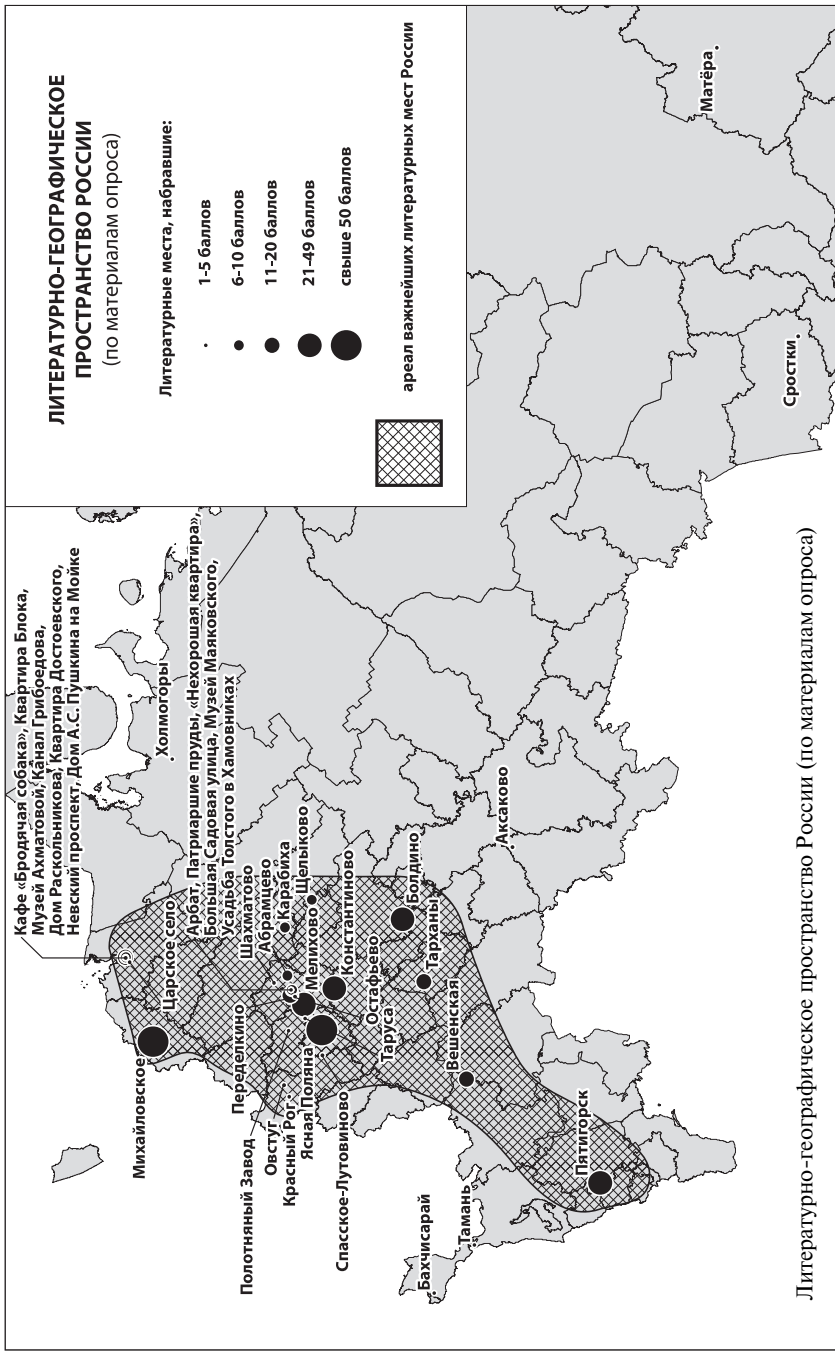 ЛИТЕРАТУРНО-ГЕОГРАФИЧЕСКОЕ
ПРОСТРАНСТВО РОССИИ
(по материалам опроса)
Литературные места, набравшие:
1-5 баллов
6-10 баллов
11-20 баллов
21-49 баллов
свыше 50 баллов
ареал важнейших литературных мест России
Кафе «Бродячая собака», Квартира Блока,
Музей Ахматовой, Канал Грибоедова,
Дом Раскольникова, Квартира Достоевского,
Невский проспект, Дом А.С. Пушкина на Мойке
Холмогоры
Арбат, Патриаршие пруды, «Нехорошая квартира»,
Большая Садовая улица, Музей Маяковского,
Усадьба Толстого в Хамовниках
Михайловское
Царское село
Шахматово
Абрамцево
Карабиха
Щелыково
Переделкино
Мелихово
Константиново
Полотняный Завод
Овстуг
Красный Рог
Ясная Поляна
Спасское-Лутовиново
Остафьево
Таруса
Болдино
Тарханы
Вешенская
Аксаково
Бахчисарай
Тамань
Пятигорск
Матёра
Сростки
Литературно-географическое пространство России (по материалам опроса)